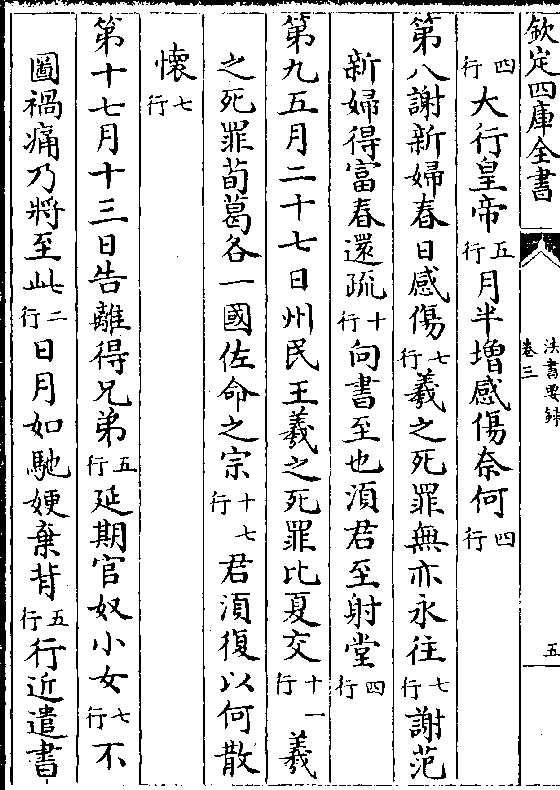 欽定四庫全書
法書要錄
卷三
五
四行大行皇帝五行月半增感傷奈何四行
第八謝新婦春日感傷七行羲之死罪無亦永往七行謝范
新婦得富春還疏十行向書至也須君至射堂四行
第九五月二十七日州民王羲之死罪比夏交十一行羲
之死罪荀葛各一國佐命之宗十七行君須復以何散
懷七行
第十七月十三日告離得兄弟五行延期官奴小女七行不
圖禍痛乃將至此二行日月如馳㛐棄背五行行近遣書